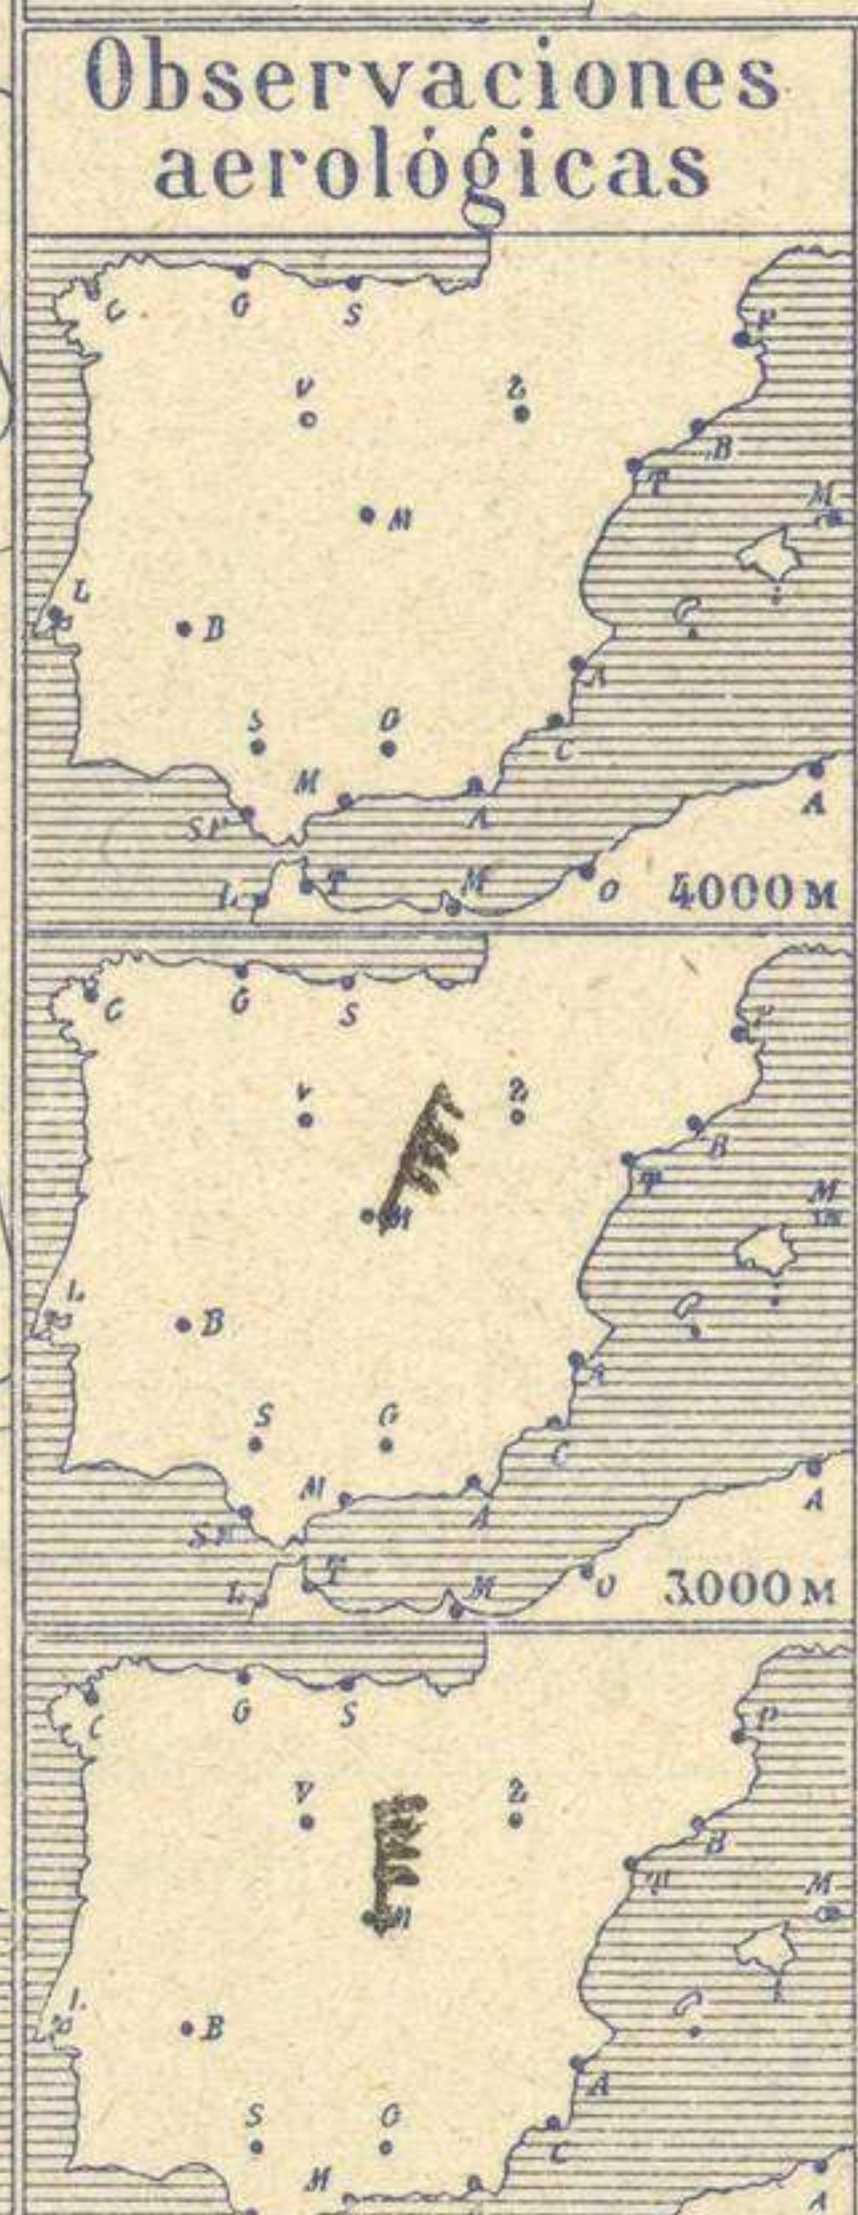 Observaciones
aerológicas
C G S
P
V Z
B
T
M M
L
B
A
S G
C
M A A
L T M O 4000 M
C G S
V Z
B
M M
L
B
S G
C
M A A
L T M O 3000 M
C G S P
V Z
B
T
M M
B
A
S G
C
M A